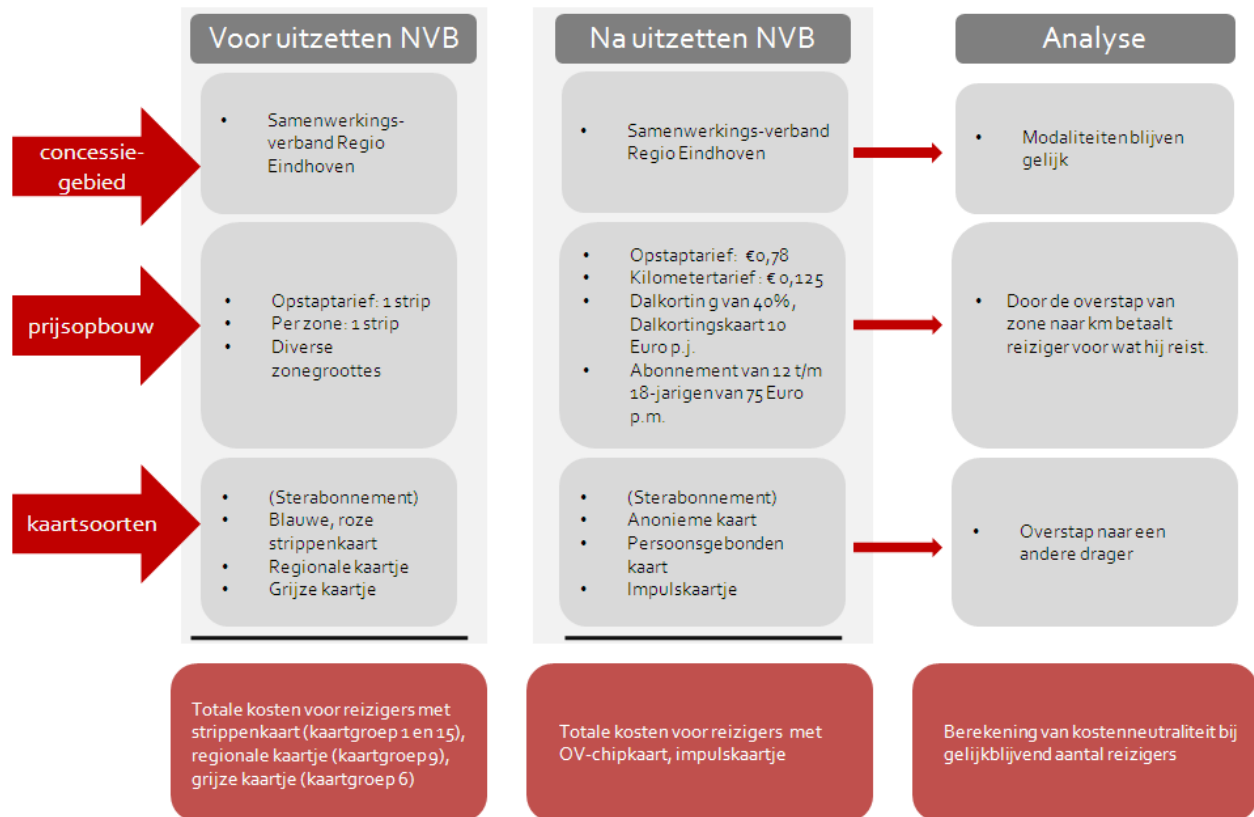 Voor uitzetten NVB
Na uitzetten NVB
Analyse
concessie-
gebied
• Samenwerkings-
verband Regio
Eindhoven
• Samenwerkings-verband
Regio Eindhoven
• Modaliteiten blijven
gelijk
prijsopbouw
• Opstaptarief: 1 strip
• Per zone: 1 strip
• Diverse
zonegroottes
• Opstaptarief: €0,78
• Kilometertarief: € 0,125
• Dalkorting van 40%,
Dalkortingskaart 10
Euro p.j.
• Abonnement van 12 t/m
18-jarigen van 75 Euro
p.m.
• Door de overstap van
zone naar km betaalt
reiziger voor wat hij reist.
kaartsoorten
• (Sterabonnement)
• Blauwe, roze
strippenkaart
• Regionale kaartje
• Grijze kaartje
• (Sterabonnement)
• Anonieme kaart
• Persoonsgebonden
kaart
• Impulskaartje
• Overstap naar een
andere drager
Totale kosten voor reizigers met
strippenkaart (kaartgroep 1 en 15),
regionale kaartje (kaartgroep 9),
grijze kaartje (kaartgroep 6)
Totale kosten voor reizigers met
OV-chipkaart, impulskaartje
Berekening van kostenneutraliteit bij
gelijkblijvend aantal reizigers